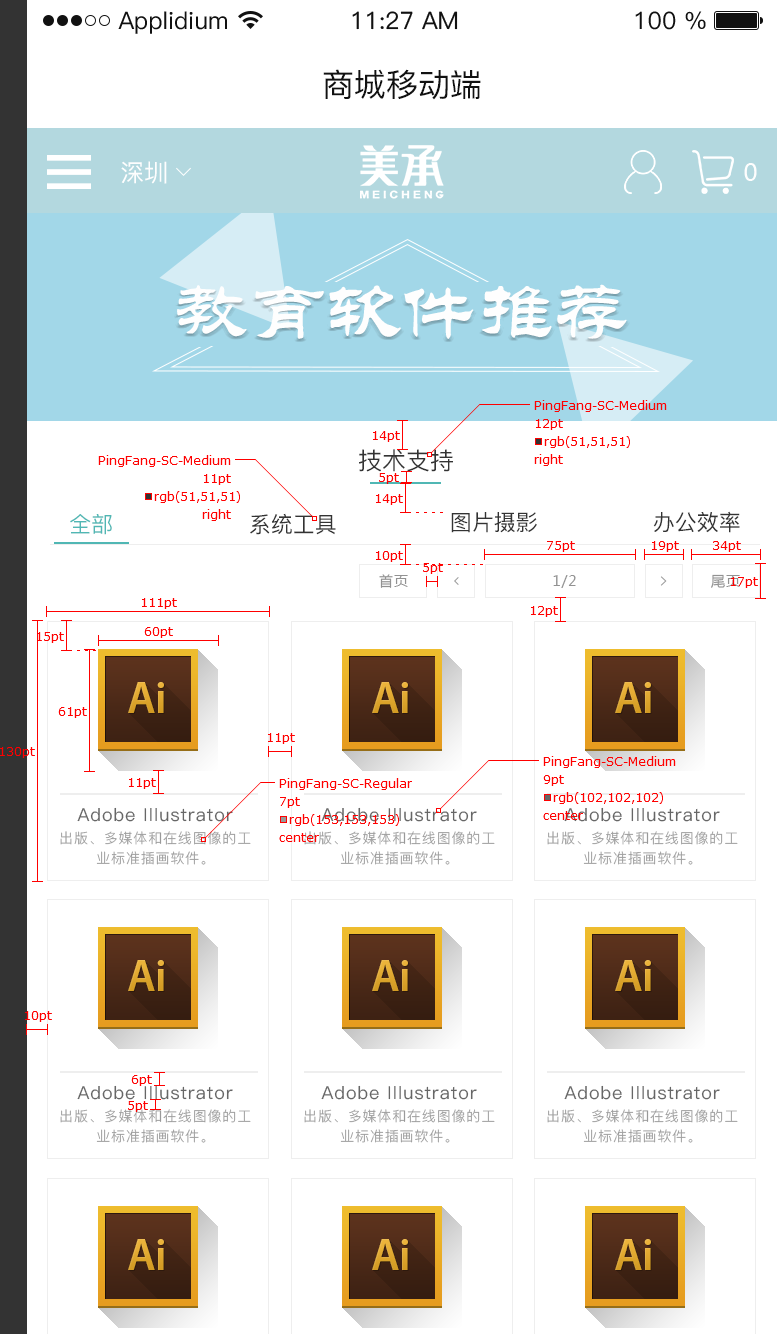 Applidium
11:27 AM
100 %
商城移动端
深圳
美承
MEICHENG
0
教育软件推荐
PingFang-SC-Medium
12pt
rgb(51,51,51)
right
14pt
技术支持
PingFang-SC-Medium
11pt
rgb(51,51,51)
right
5pt
14pt
全部
系统工具
图片摄影
办公效率
10pt
75pt
19pt
34pt
5pt
首页
1/2
尾页
17pt
12pt
111pt
15pt
60pt
61pt
130pt
11pt
11pt
Ai
Ai
Ai
PingFang-SC-Regular
7pt
rgb(153,153,153)
center
PingFang-SC-Medium
9pt
rgb(102,102,102)
center
Adobe Illustrator
出版、多媒体和在线图像的工
业标准插画软件。
Adobe Illustrator
出版、多媒体和在线图像的工
业标准插画软件。
Adobe Illustrator
出版、多媒体和在线图像的工
业标准插画软件。
Ai
Ai
Ai
10pt
6pt
5pt
Adobe Illustrator
出版、多媒体和在线图像的工
业标准插画软件。
Adobe Illustrator
出版、多媒体和在线图像的工
业标准插画软件。
Adobe Illustrator
出版、多媒体和在线图像的工
业标准插画软件。
Ai
Ai
Ai